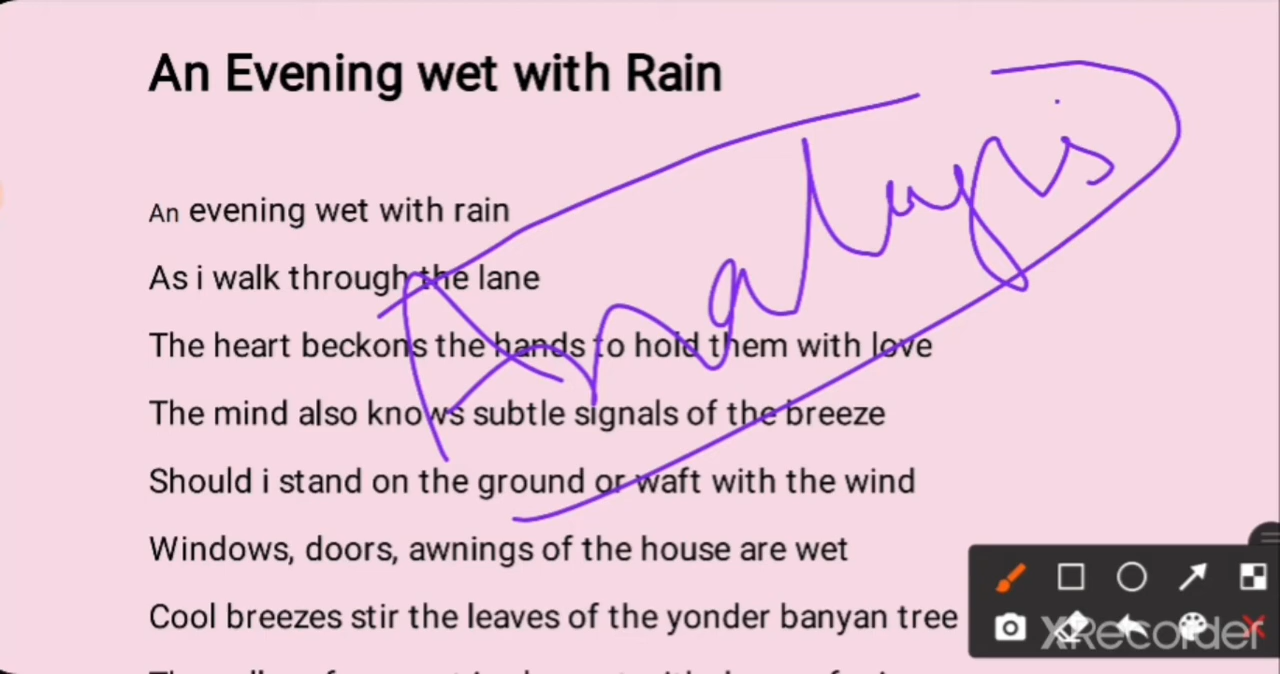 An Evening wet with Rain
An evening wet with rain
As i walk through the lane
The heart beckons the hands to hold them with love
The mind also knows subtle signals of the breeze
Should i stand on the ground or waft with the wind
Windows, doors, awnings of the house are wet
Cool breezes stir the leaves of the yonder banyan tree
Analysis
XRecorder